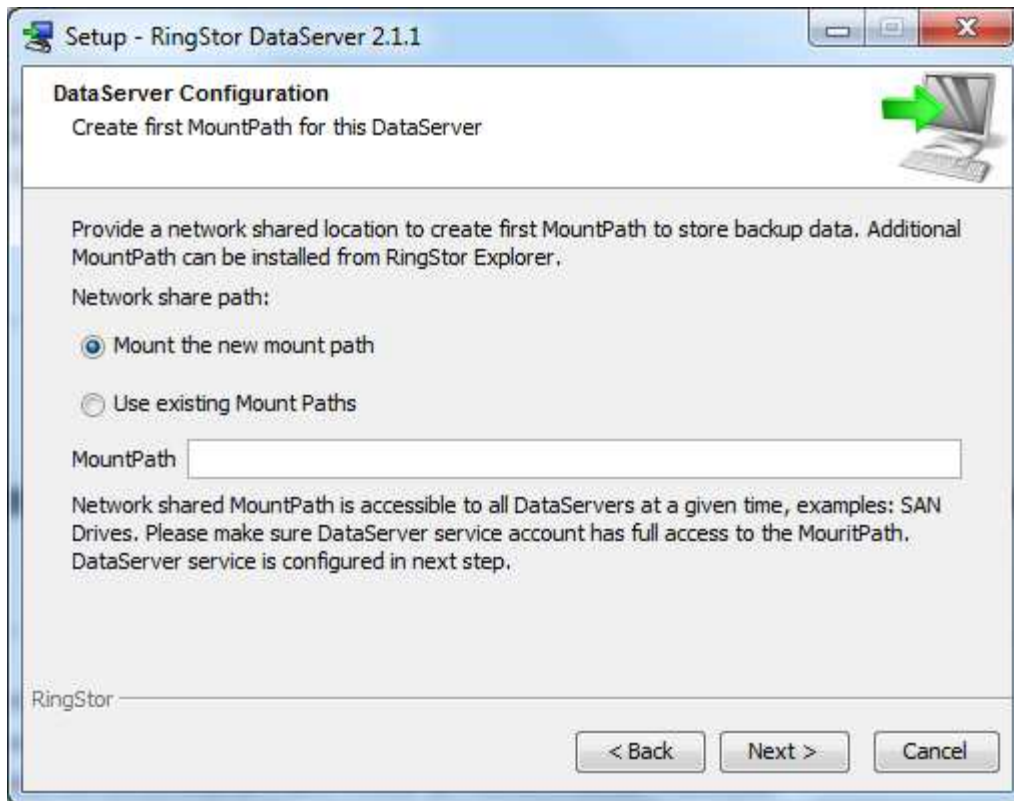 Setup - RingStor DataServer 2.1.1
DataServer Configuration
Create first MountPath for this DataServer
Provide a network shared location to create first MountPath to store backup data. Additional
MountPath can be installed from RingStor Explorer.
Network share path:
Mount the new mount path
Use existing Mount Paths
MountPath
Network shared MountPath is accessible to all DataServers at a given time, examples: SAN
Drives. Please make sure DataServer service account has full access to the MouritPath.
DataServer service is configured in next step.
RingStor
< Back Next > Cancel